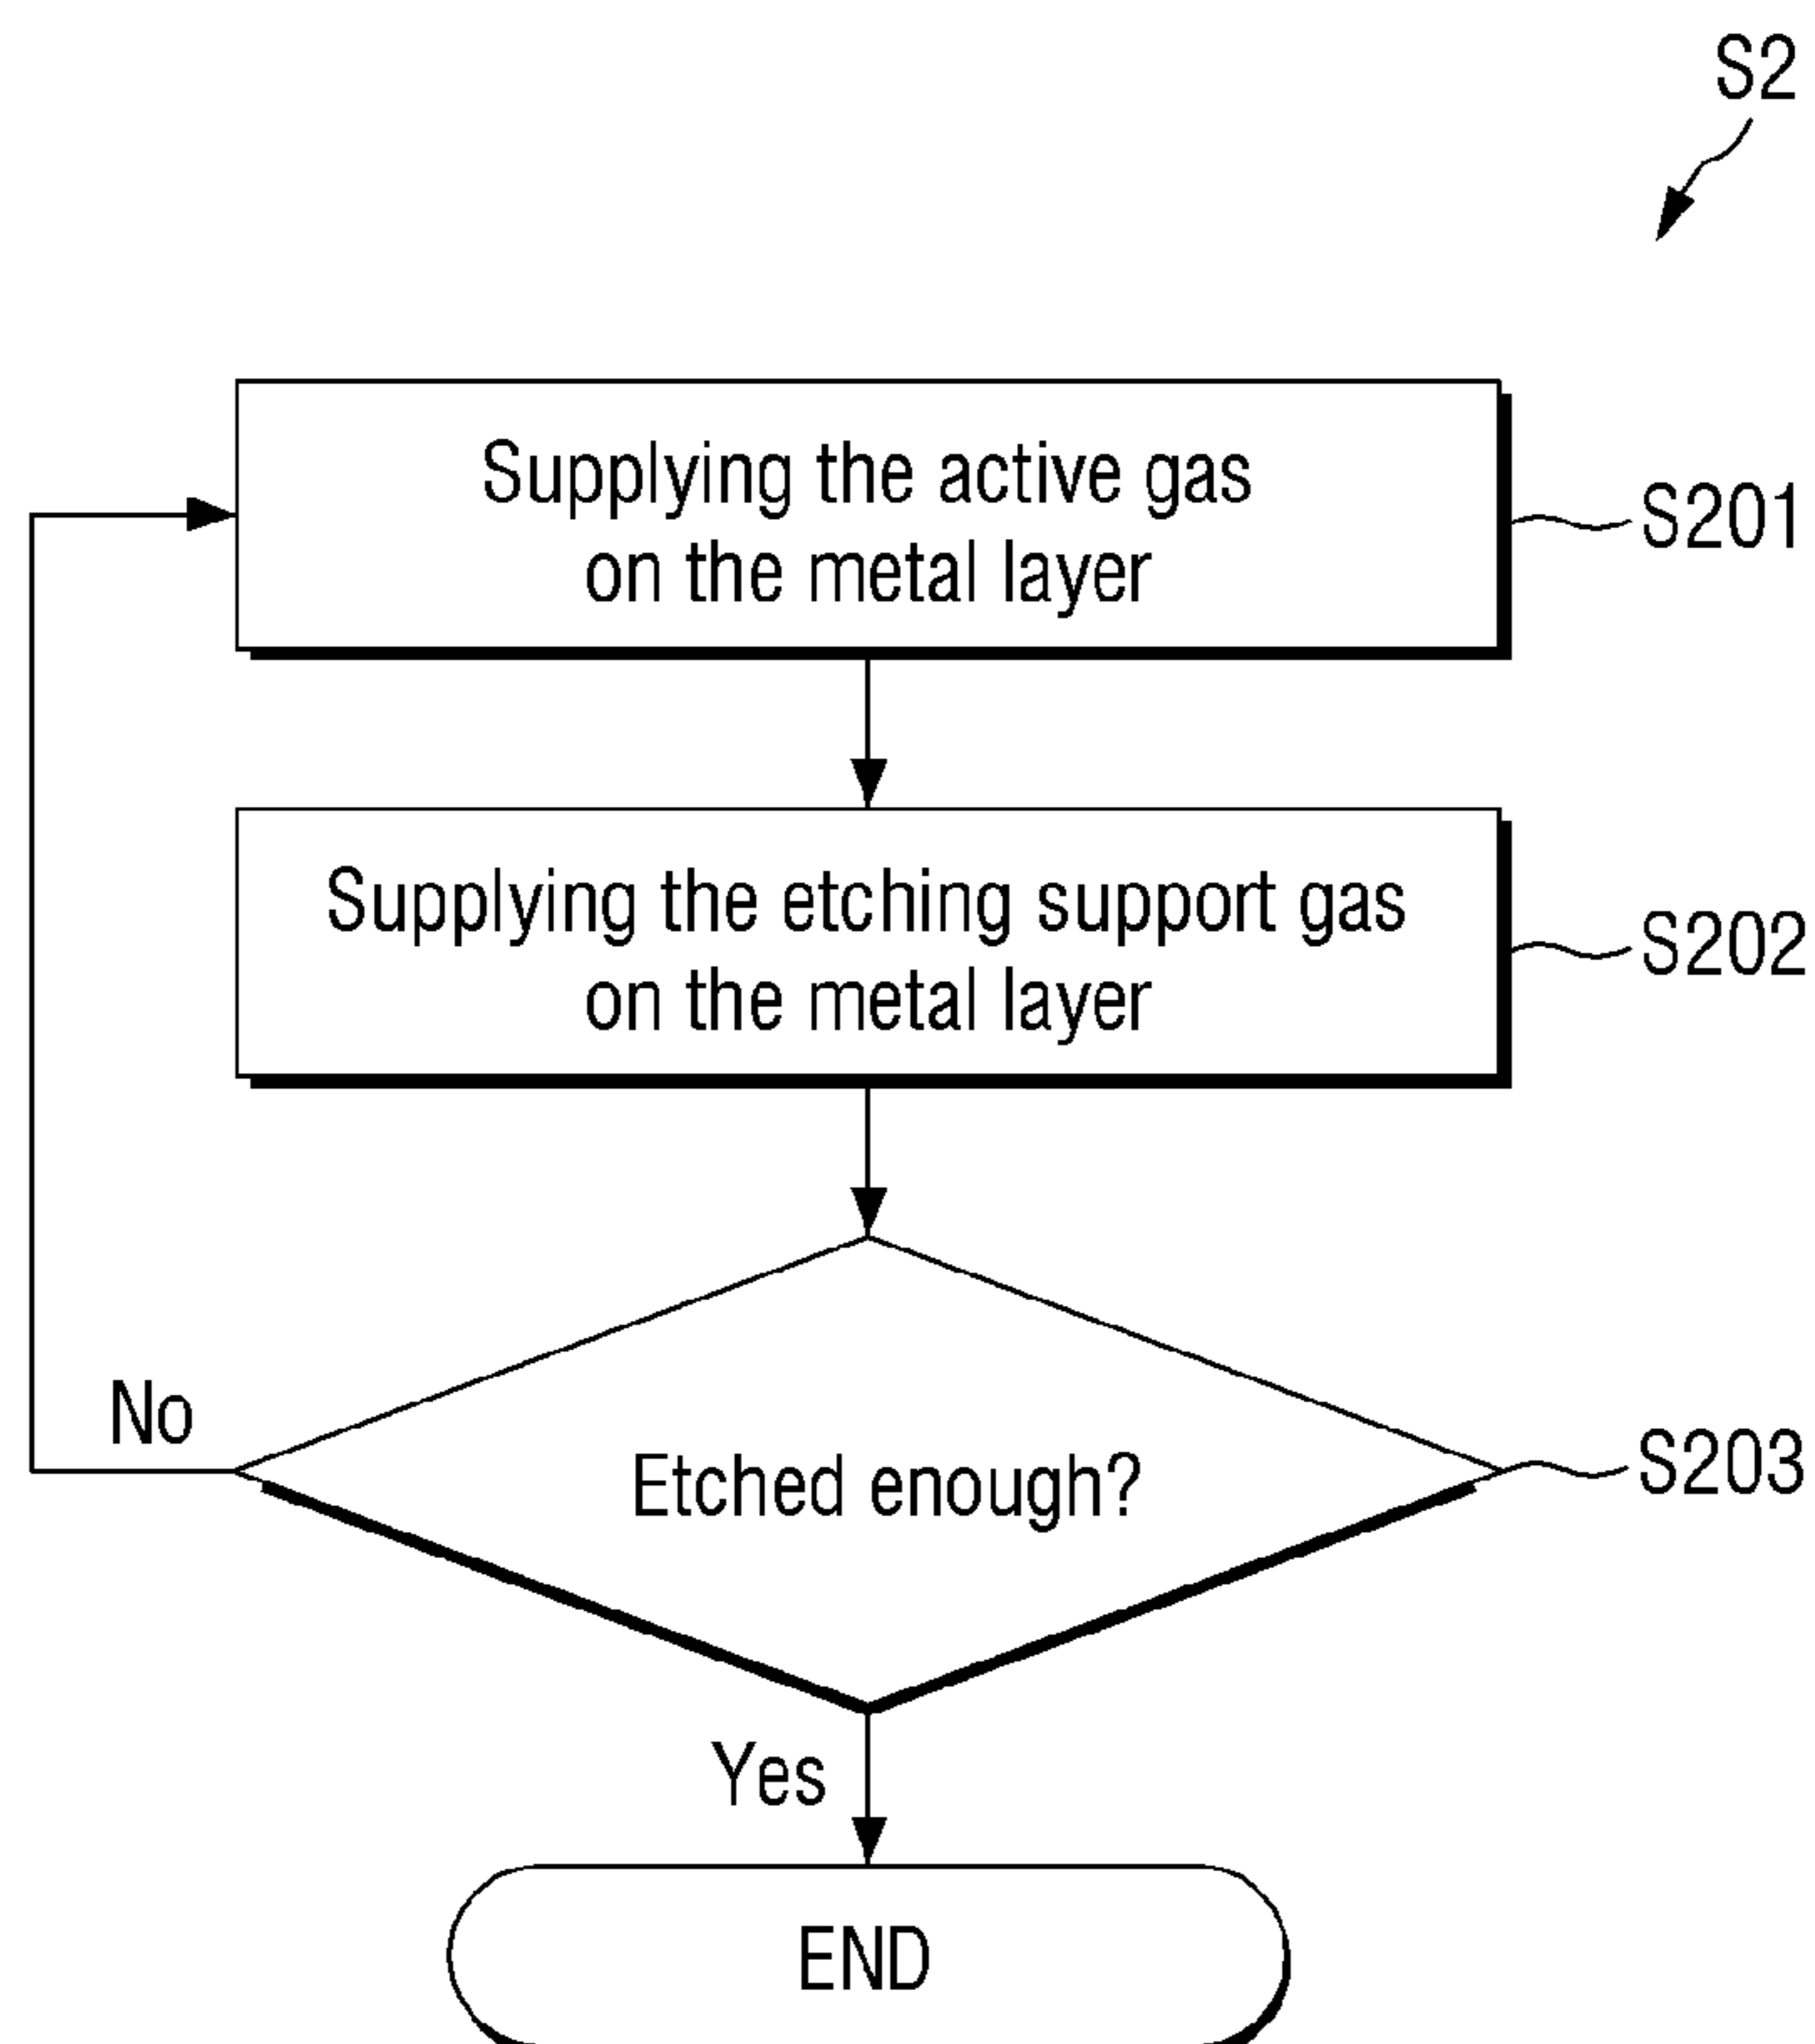 S2
Supplying the active gas
on the metal layer
S201
Supplying the etching support gas
on the metal layer
S202
No
Etched enough?
S203
Yes
END